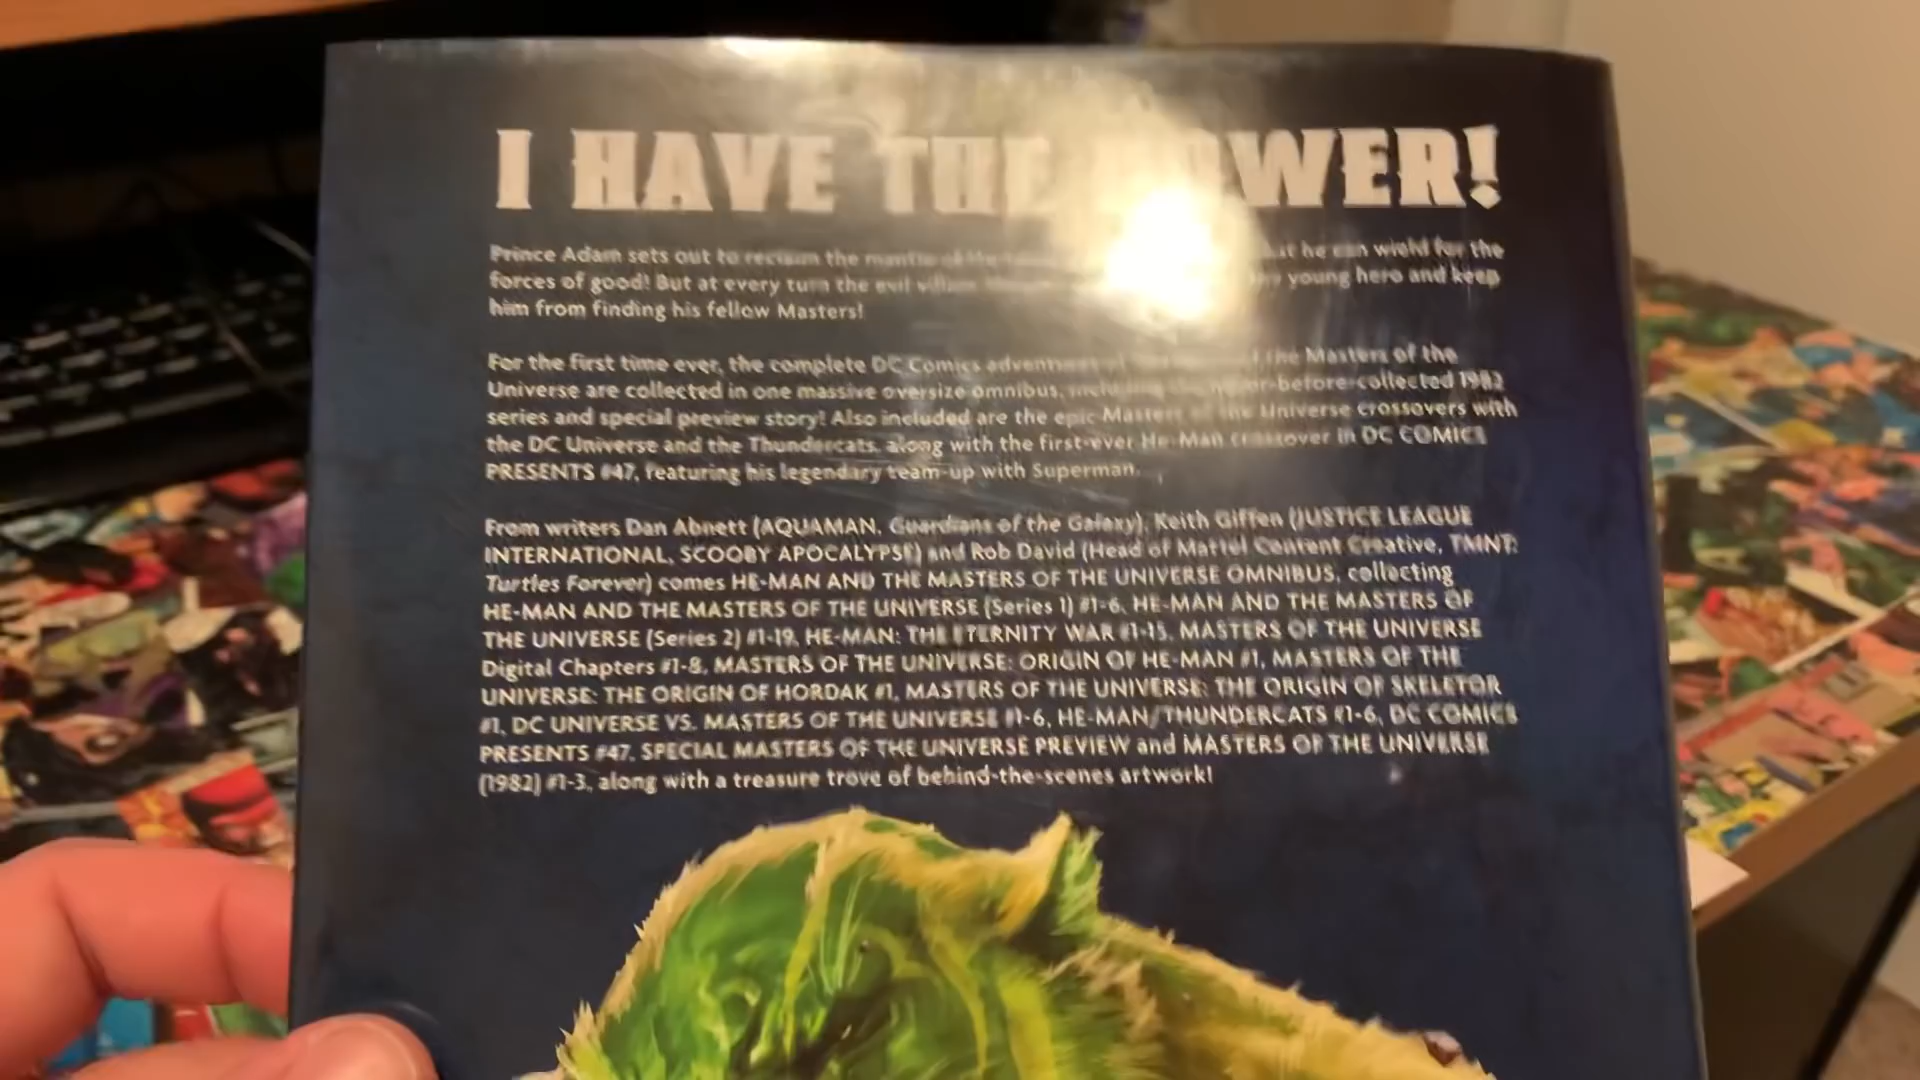 I HAVE THE POWER!
Prince Adam sets out to reclaim the mantle of he can wield for the
forces of good! But at every turn the evil villain young hero and keep
him from finding his fellow Masters!
For the first time ever, the complete DC Comics adventures of the Masters of the
Universe are collected in one massive oversize omnibus, including the never-before-collected 1982
series and special preview story! Also included are the epic Masters of the Universe crossovers with
the DC Universe and the Thundercats, along with the first-ever He-Man crossover in DC COMICS
PRESENTS #47, featuring his legendary team-up with Superman.
From writers Dan Abnett (AQUAMAN, Guardians of the Galaxy), Keith Giffen (JUSTICE LEAGUE
INTERNATIONAL, SCOOBY APOCALYPSE) and Rob David (Head of Mattel Content Creative, TMNT:
Turtles Forever) comes HE-MAN AND THE MASTERS OF THE UNIVERSE OMNIBUS, collecting
HE-MAN AND THE MASTERS OF THE UNIVERSE (Series 1) #1-6, HE-MAN AND THE MASTERS OF
THE UNIVERSE (Series 2) #1-19, HE-MAN: THE ETERNITY WAR #1-15, MASTERS OF THE UNIVERSE
Digital Chapters #1-8, MASTERS OF THE UNIVERSE: ORIGIN OF HE-MAN #1, MASTERS OF THE
UNIVERSE: THE ORIGIN OF HORDAK #1, MASTERS OF THE UNIVERSE: THE ORIGIN OF SKELETOR
#1, DC UNIVERSE VS. MASTERS OF THE UNIVERSE #1-6, HE-MAN/THUNDERCATS #1-6, DC COMICS
PRESENTS #47, SPECIAL MASTERS OF THE UNIVERSE PREVIEW and MASTERS OF THE UNIVERSE
(1982) #1-3, along with a treasure trove of behind-the-scenes artwork!